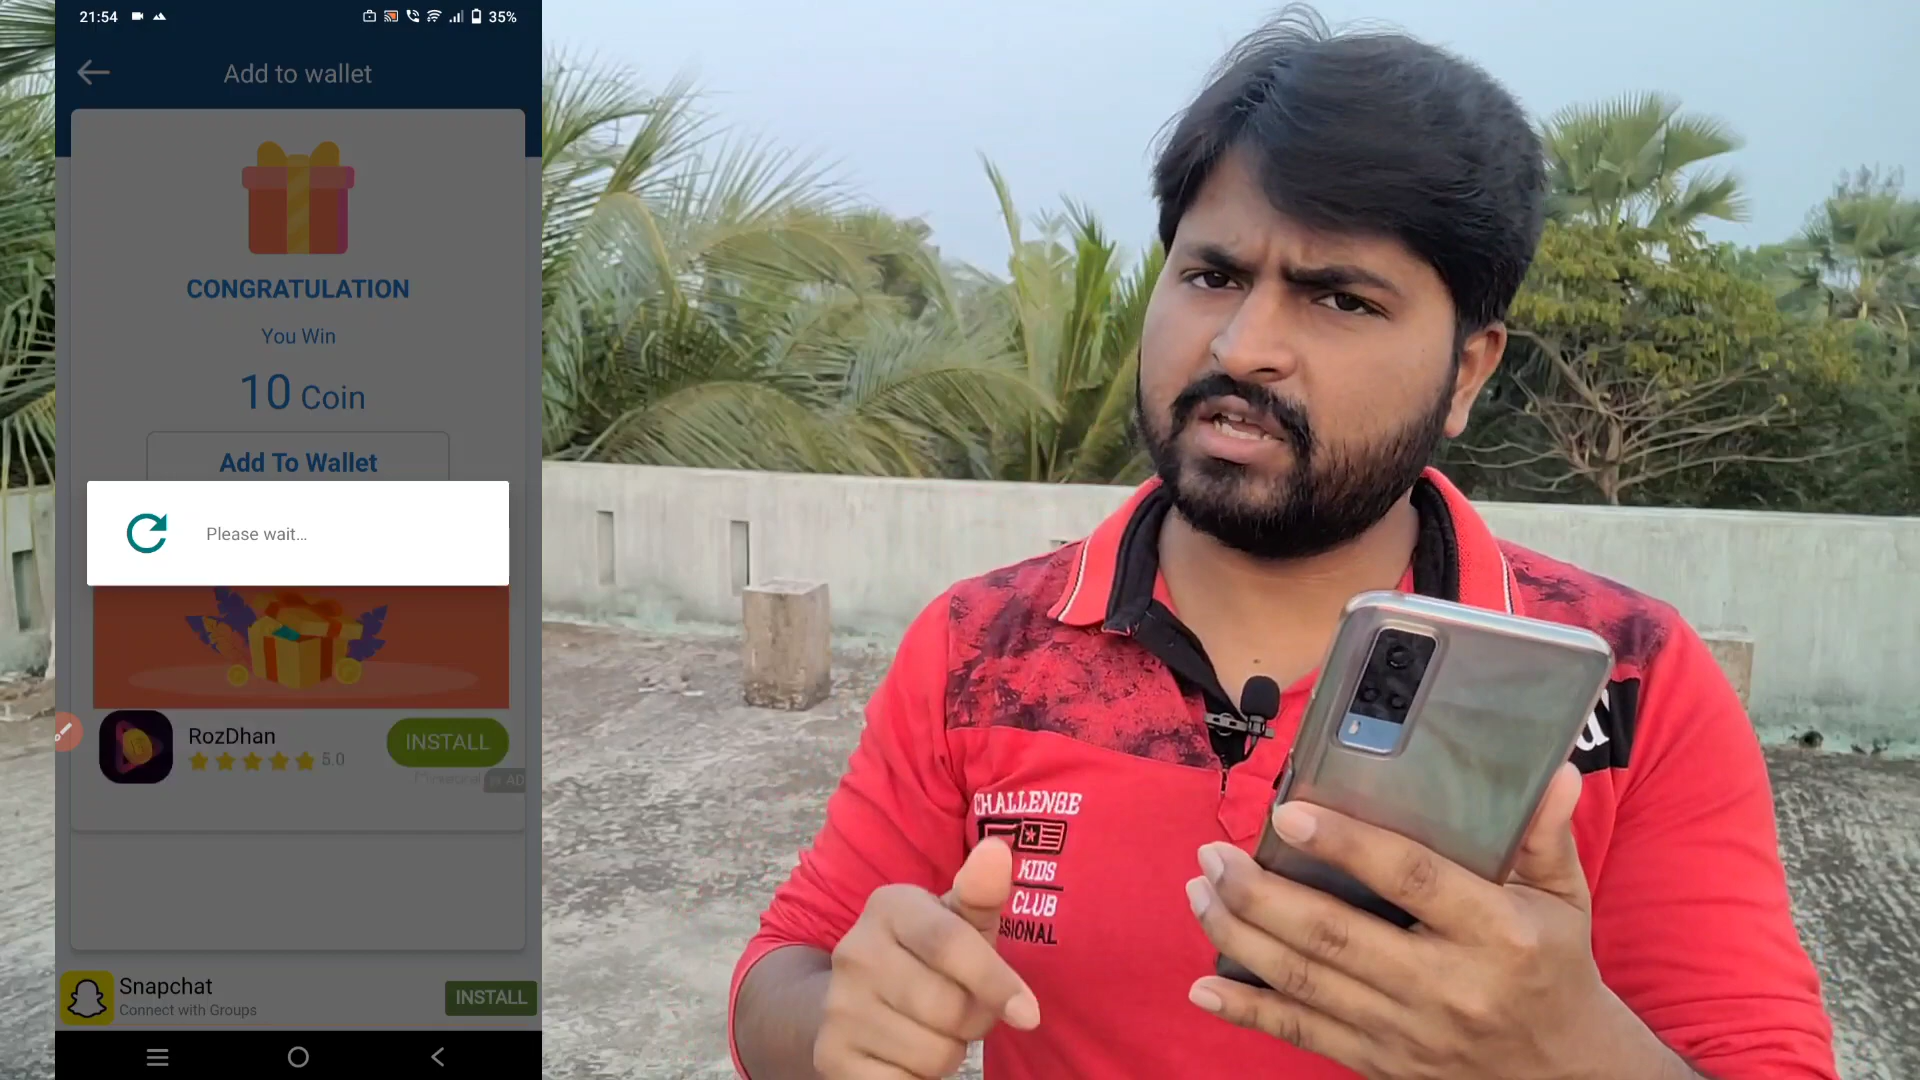 21:54
35%
Add to wallet
CONGRATULATION
You Win
10 Coin
Add To Wallet
Please wait...
RozDhan
5.0
INSTALL
AD
Snapchat
Connect with Groups
INSTALL
CHALLENGE
KIDS
CLUB
SIONAL